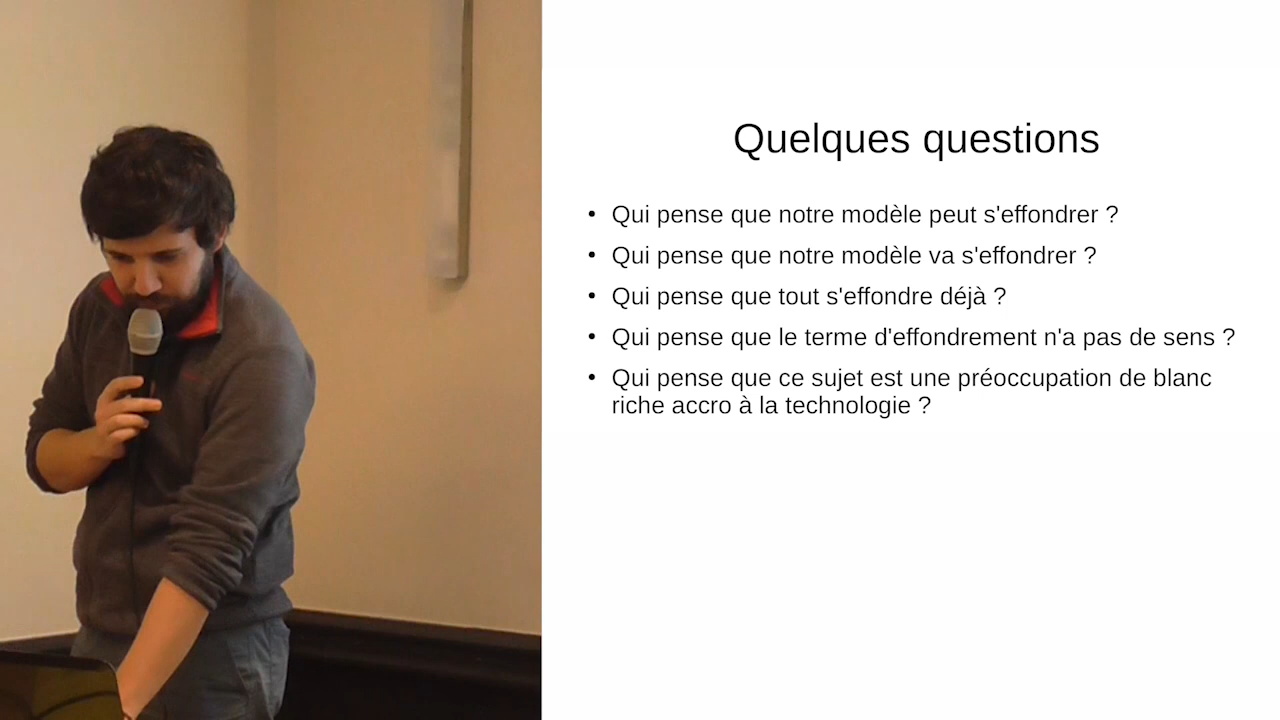 Quelques questions
• Qui pense que notre modèle peut s'effondrer ?
• Qui pense que notre modèle va s'effondrer ?
• Qui pense que tout s'effondre déjà ?
• Qui pense que le terme d'effondrement n'a pas de sens ?
• Qui pense que ce sujet est une préoccupation de blanc
riche accro à la technologie ?